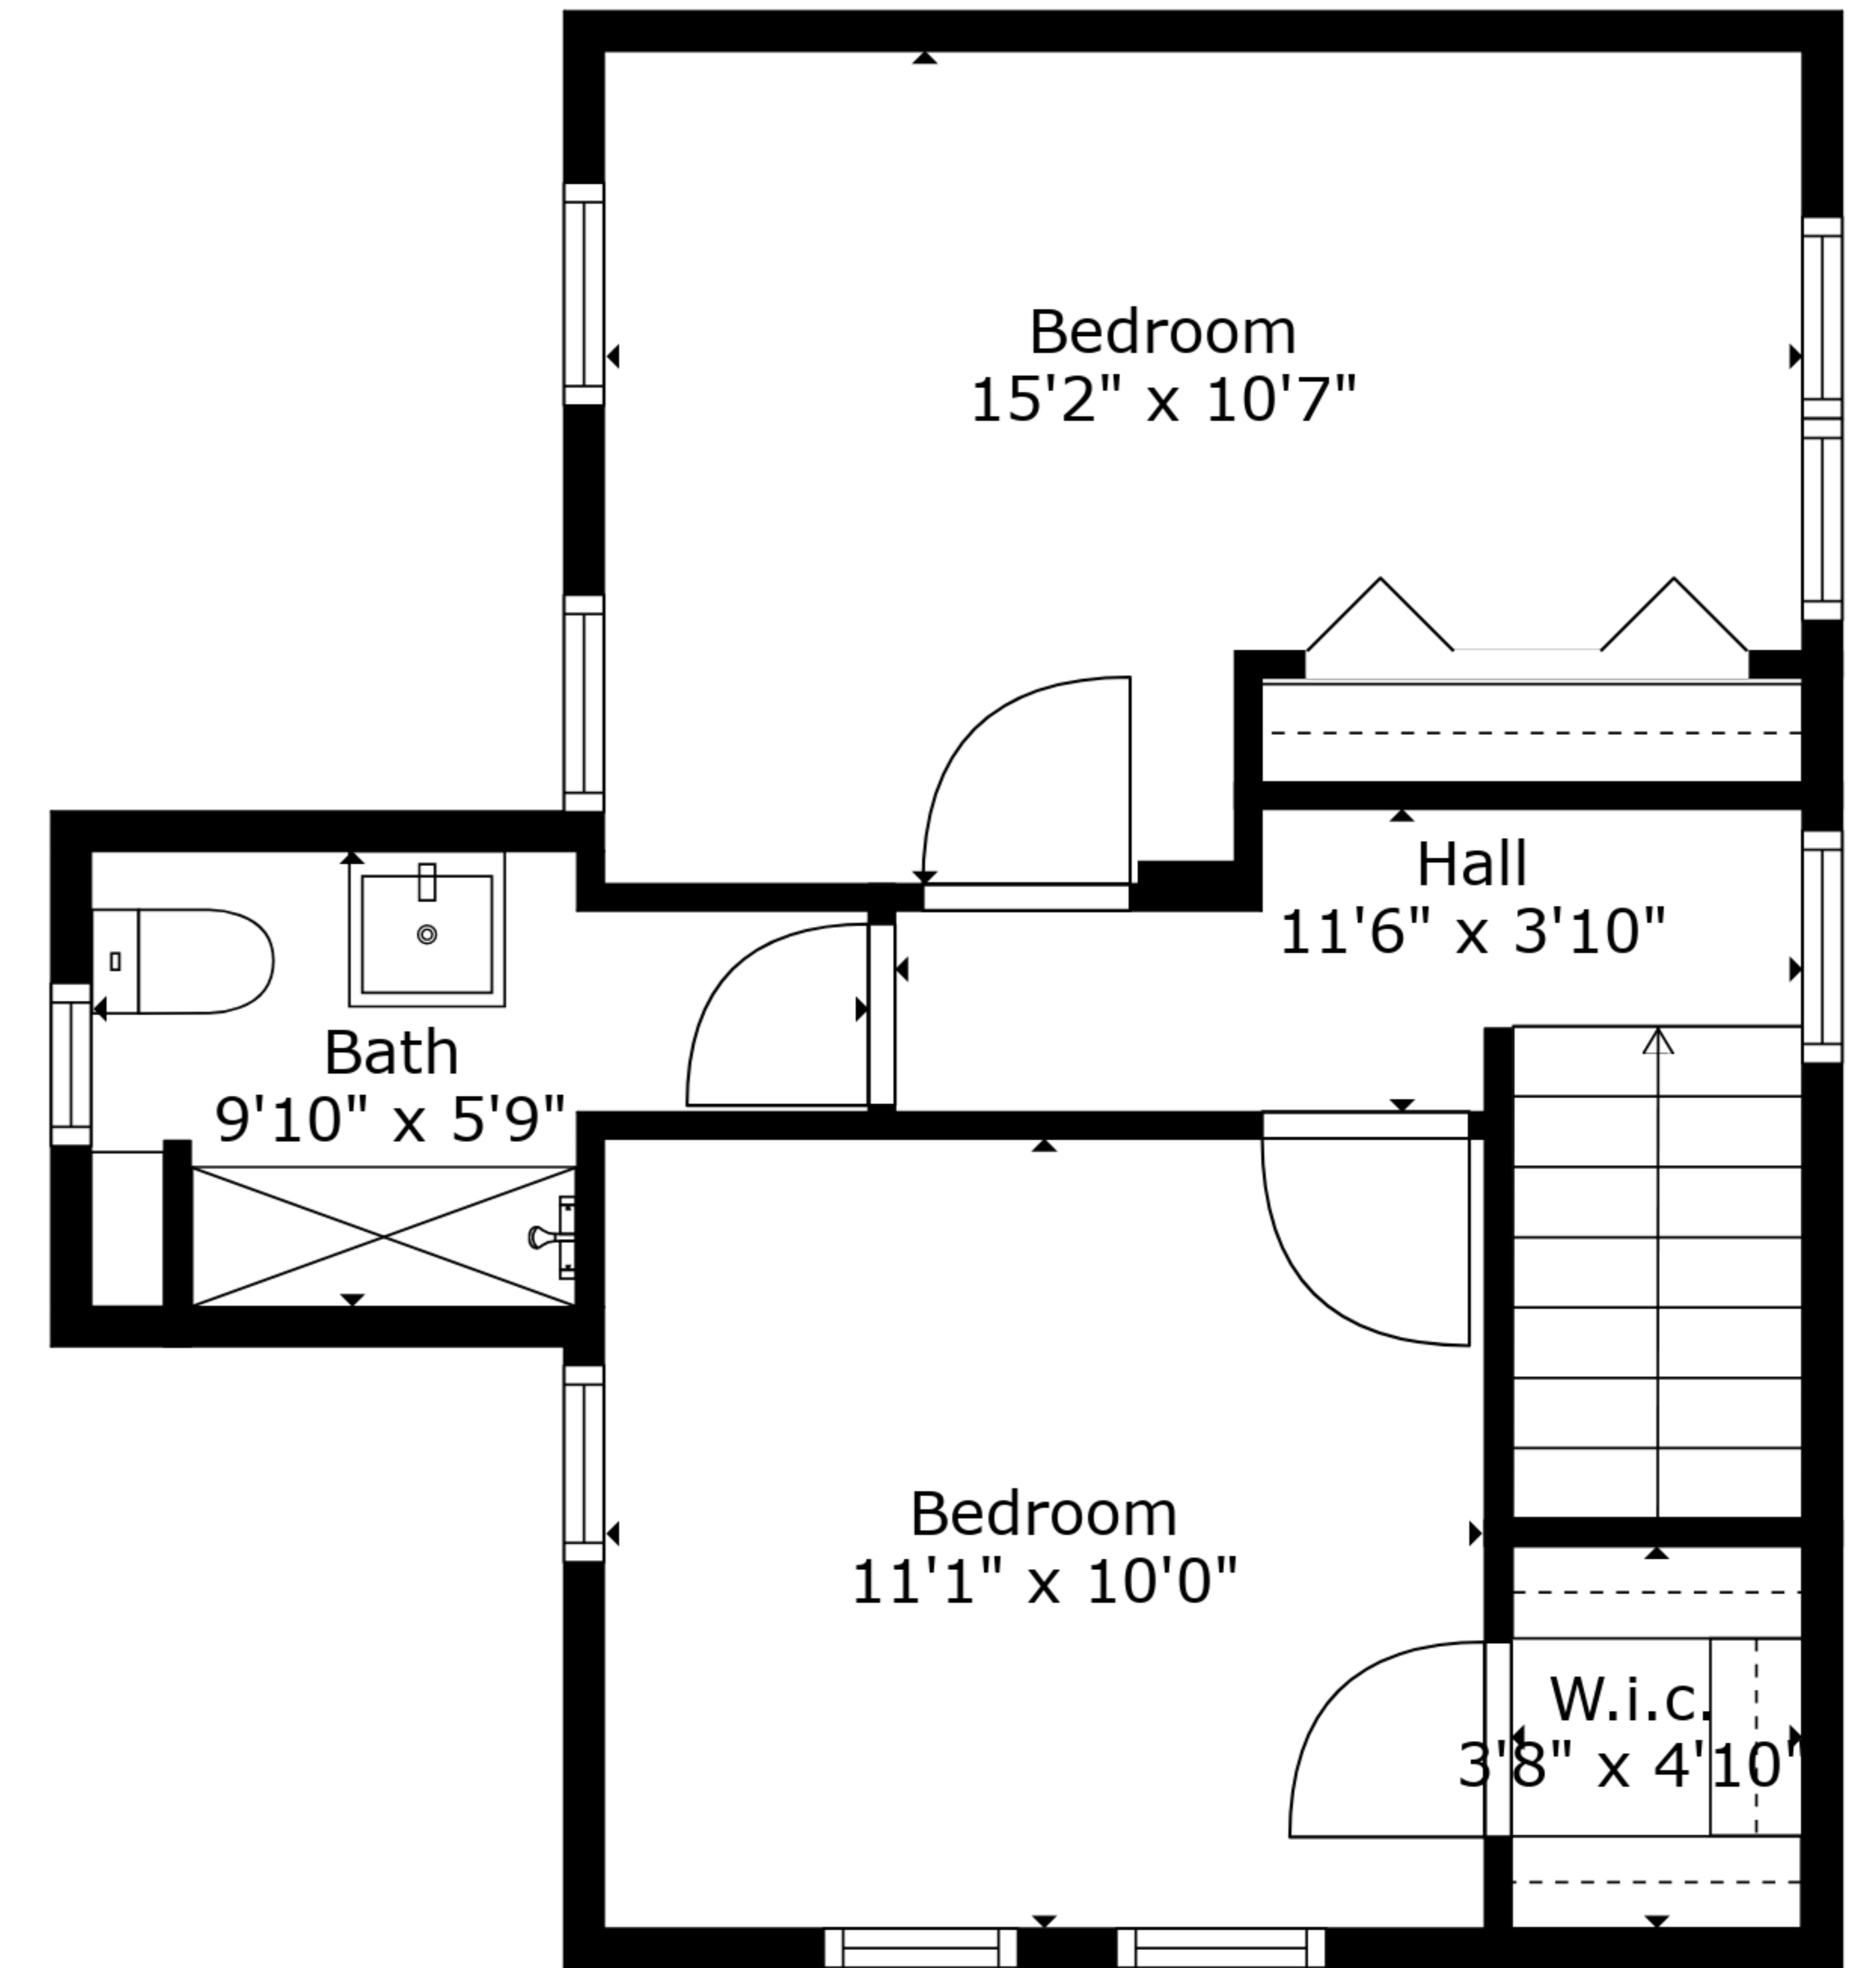 Bedroom
15'2" x 10'7"
Hall
11'6" x 3'10"
Bath
9'10" x 5'9"
Bedroom
11'1" x 10'0"
W.i.c.
3'8" x 4'10"